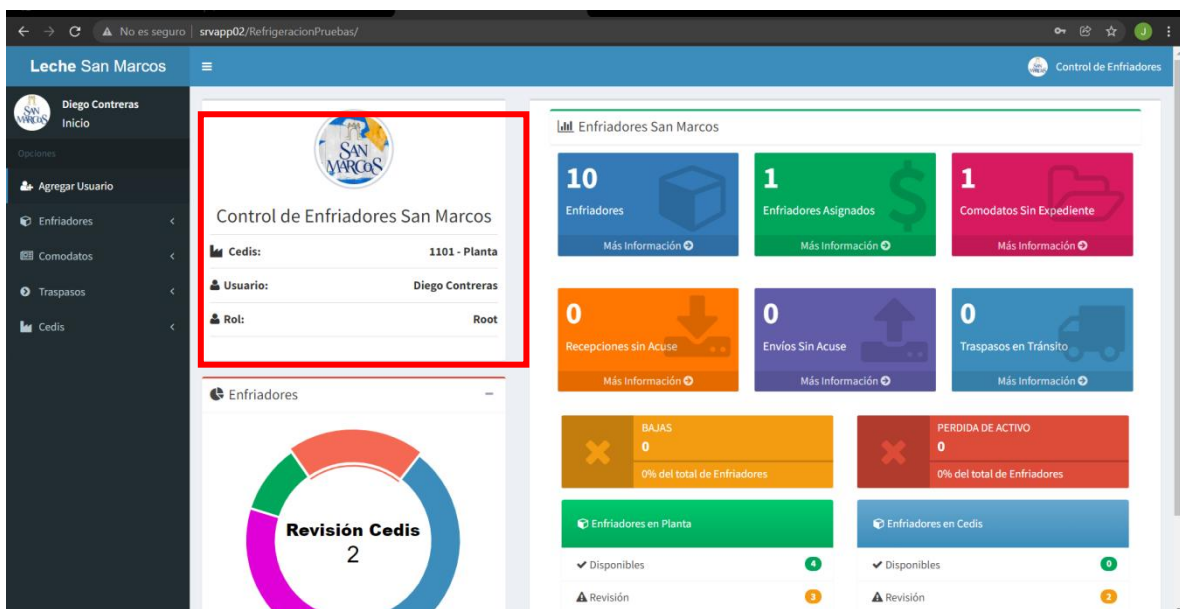 No es seguro | srvapp02/RefrigeracionPruebas/
J
Leche San Marcos
Control de Enfriadores
Diego Contreras
Inicio
Opciones
Agregar Usuario
Enfriadores
Comodatos
Traspasos
Cedis
SAN
MARCOS
Control de Enfriadores San Marcos
Cedis: 1101 - Planta
Usuario: Diego Contreras
Rol: Root
Enfriadores
Revisión Cedis
2
Enfriadores San Marcos
10
Enfriadores
Más Información
1
Enfriadores Asignados
Más Información
1
Comodatos Sin Expediente
Más Información
0
Recepciones sin Acuse
Más Información
0
Envíos Sin Acuse
Más Información
0
Traspasos en Tránsito
Más Información
BAJAS
0
0% del total de Enfriadores
PERDIDA DE ACTIVO
0
0% del total de Enfriadores
Enfriadores en Planta
Disponibles 4
Revisión 3
Enfriadores en Cedis
Disponibles 0
Revisión 2